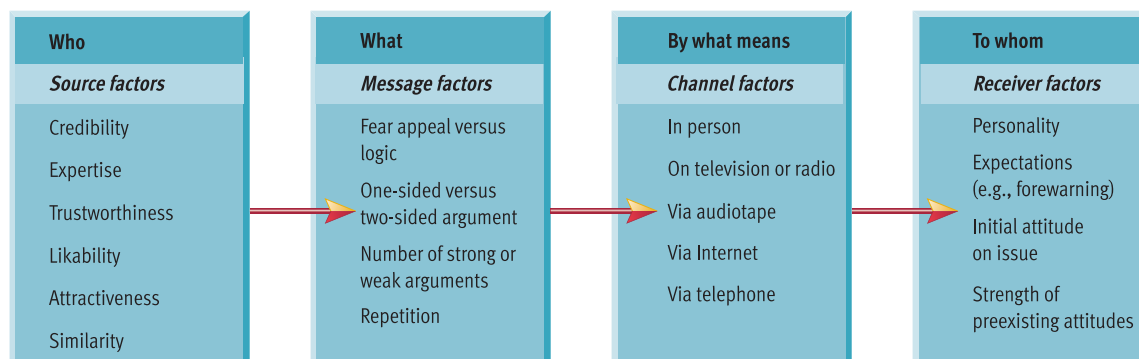 Who
Source factors
Credibility
Expertise
Trustworthiness
Likability
Attractiveness
Similarity
What
Message factors
Fear appeal versus
logic
One-sided versus
two-sided argument
Number of strong or
weak arguments
Repetition
By what means
Channel factors
In person
On television or radio
Via audiotape
Via Internet
Via telephone
To whom
Receiver factors
Personality
Expectations
(e.g., forewarning)
Initial attitude
on issue
Strength of
preexisting attitudes